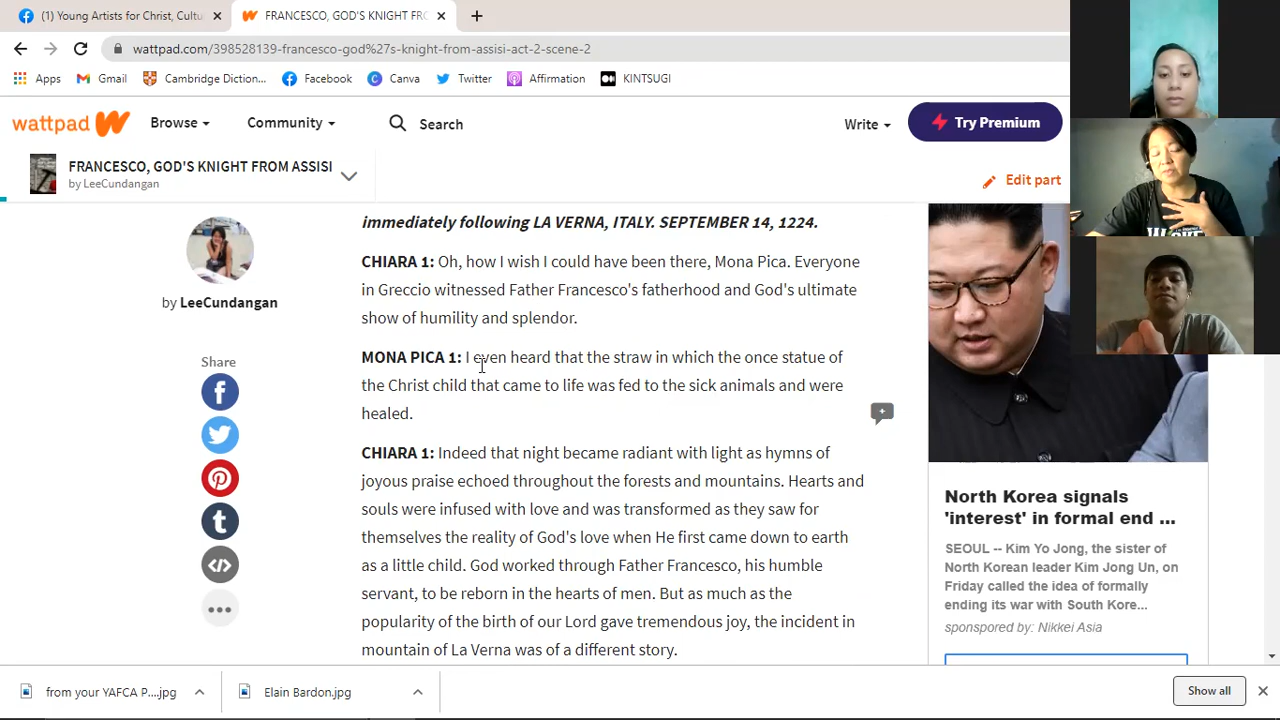 (1) Young Artists for Christ, Cultu
FRANCESCO, GOD'S KNIGHT FRO
wattpad.com/398528139-francesco-god%27s-knight-from-assisi-act-2-scene-2
Apps
Gmail
Cambridge Diction...
Facebook
Canva
Twitter
Affirmation
KINTSUGI
wattpad
Browse
Community
Search
Write
Try Premium
FRANCESCO, GOD'S KNIGHT FROM ASSISI
by LeeCundangan
Edit part
immediately following LA VERNA, ITALY. SEPTEMBER 14, 1224.
CHIARA 1: Oh, how I wish I could have been there, Mona Pica. Everyone
in Greccio witnessed Father Francesco's fatherhood and God's ultimate
show of humility and splendor.
MONA PICA 1: I even heard that the straw in which the once statue of
the Christ child that came to life was fed to the sick animals and were
healed.
CHIARA 1: Indeed that night became radiant with light as hymns of
joyous praise echoed throughout the forests and mountains. Hearts and
souls were infused with love and was transformed as they saw for
themselves the reality of God's love when He first came down to earth
as a little child. God worked through Father Francesco, his humble
servant, to be reborn in the hearts of men. But as much as the
popularity of the birth of our Lord gave tremendous joy, the incident in
mountain of La Verna was of a different story.
by LeeCundangan
Share
North Korea signals
'interest' in formal end ...
SEOUL -- Kim Yo Jong, the sister of
North Korean leader Kim Jong Un, on
Friday called the idea of formally
ending its war with South Kore...
sponsored by: Nikkei Asia
from your YAFCA P....jpg
Elain Bardon.jpg
Show all